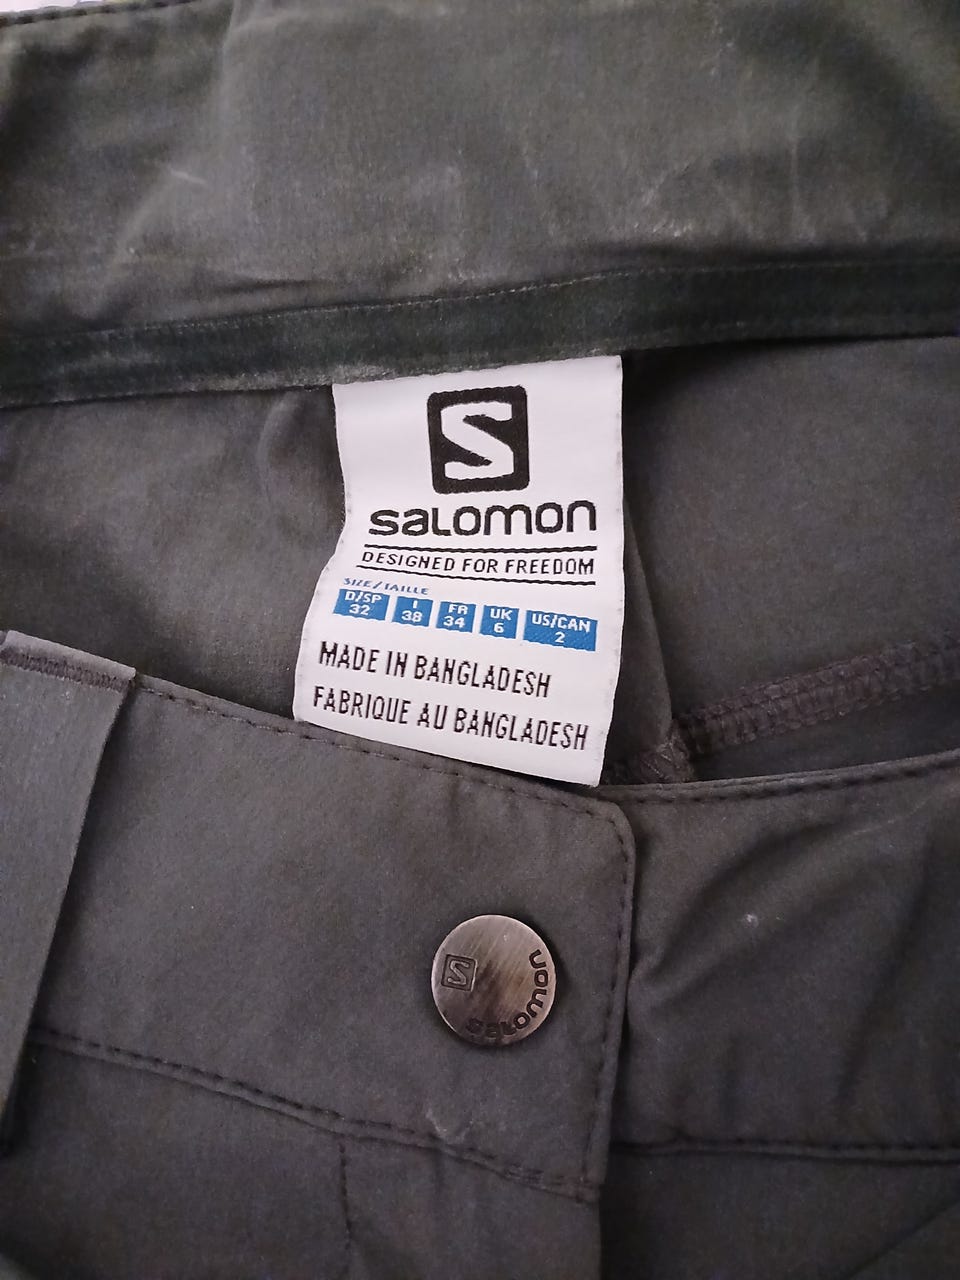 S
salomon
DESIGNED FOR FREEDOM
SIZE/TAILLE
D/SP I FR UK US/CAN
32 38 34 6 2
MADE IN BANGLADESH
FABRIQUE AU BANGLADESH
S
salomon